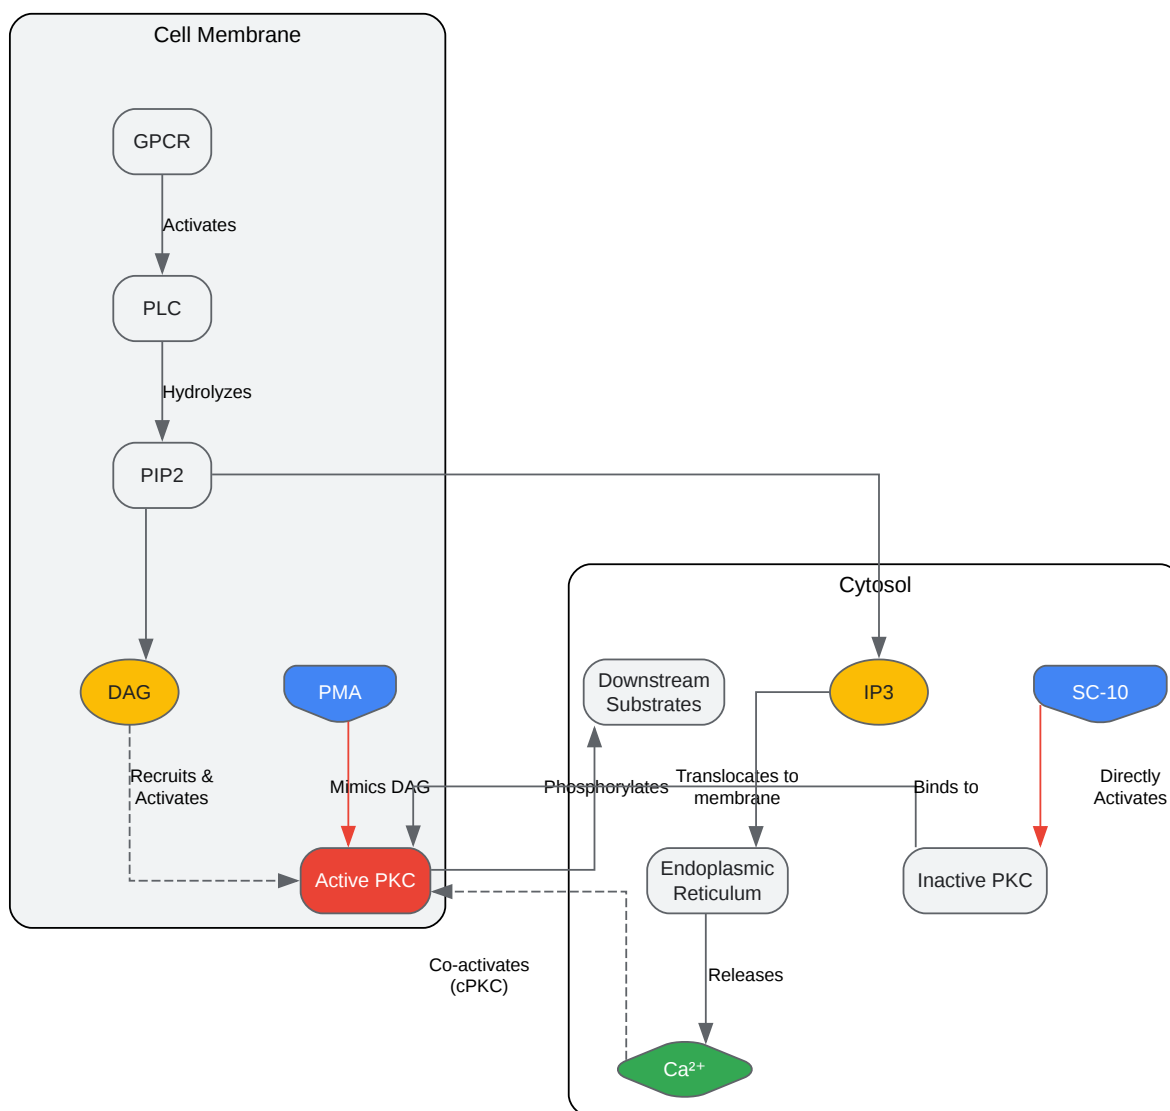 Cell Membrane
GPCR
Activates
PLC
Hydrolyzes
PIP2
Cytosol
DAG
PMA
Downstream
Substrates
IP3
SC-10
Recruits &
Activates
Mimics DAG
Phosphorylates
Translocates to
membrane
Binds to
Directly
Activates
Active PKC
Endoplasmic
Reticulum
Inactive PKC
Co-activates
(cPKC)
Releases
Ca²⁺